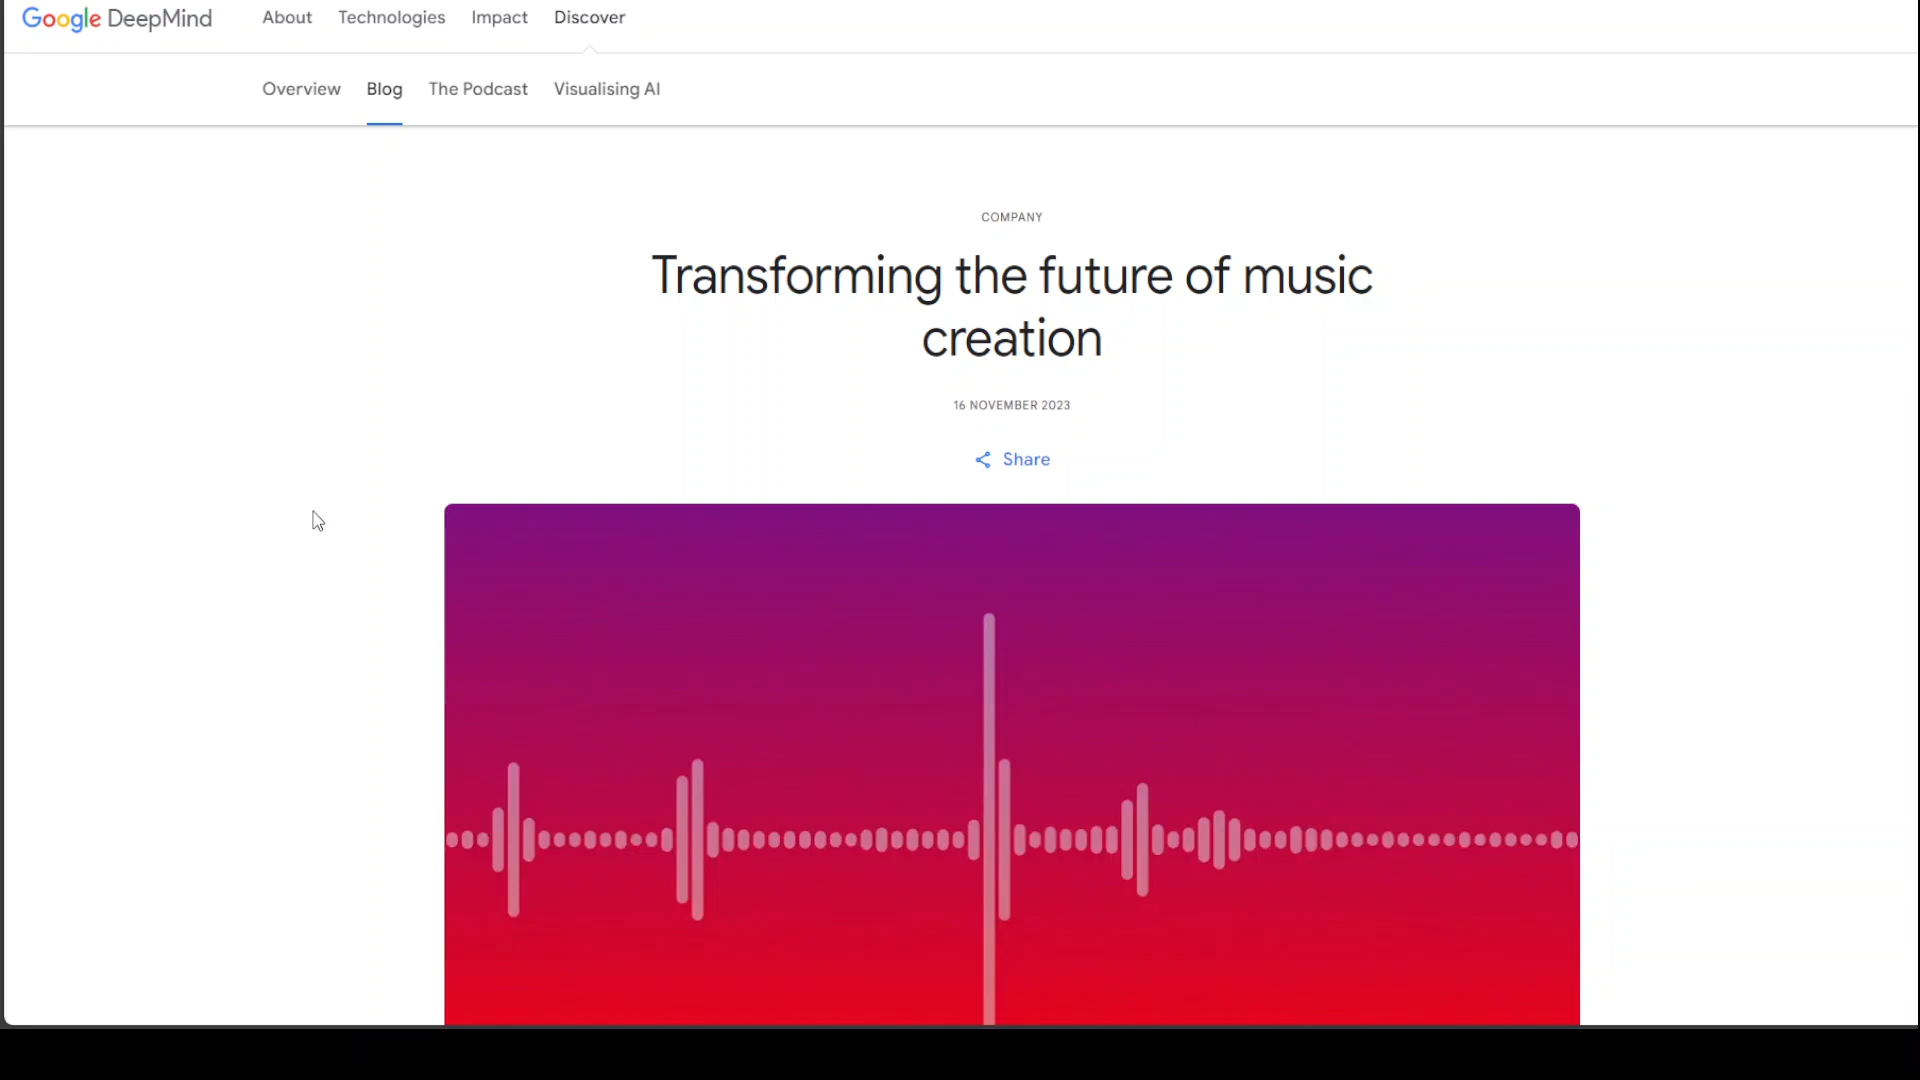 Google DeepMind About Technologies Impact Discover
Overview Blog The Podcast Visualising AI
COMPANY
Transforming the future of music
creation
16 NOVEMBER 2023
Share